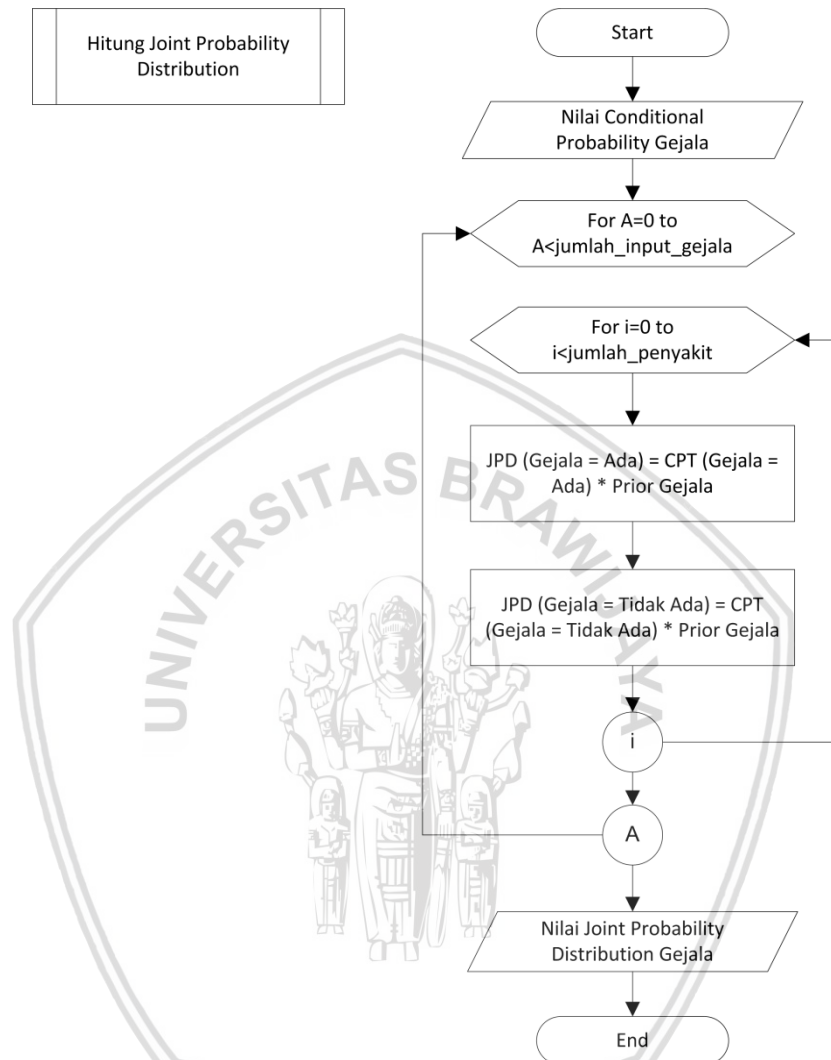 Hitung Joint Probability
Distribution
Start
Nilai Conditional
Probability Gejala
For A=0 to
A<jumlah_input_gejala
For i=0 to
i<jumlah_penyakit
JPD (Gejala = Ada) = CPT (Gejala =
Ada) * Prior Gejala
JPD (Gejala = Tidak Ada) = CPT
(Gejala = Tidak Ada) * Prior Gejala
i
A
Nilai Joint Probability
Distribution Gejala
End
UNIVERSITAS BRAWIJAYA